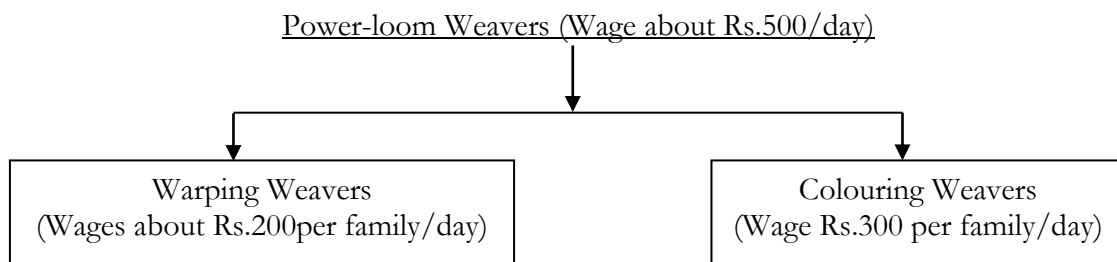 Power-loom Weavers (Wage about Rs.500/day)
Warping Weavers
(Wages about Rs.200per family/day)
Colouring Weavers
(Wage Rs.300 per family/day)